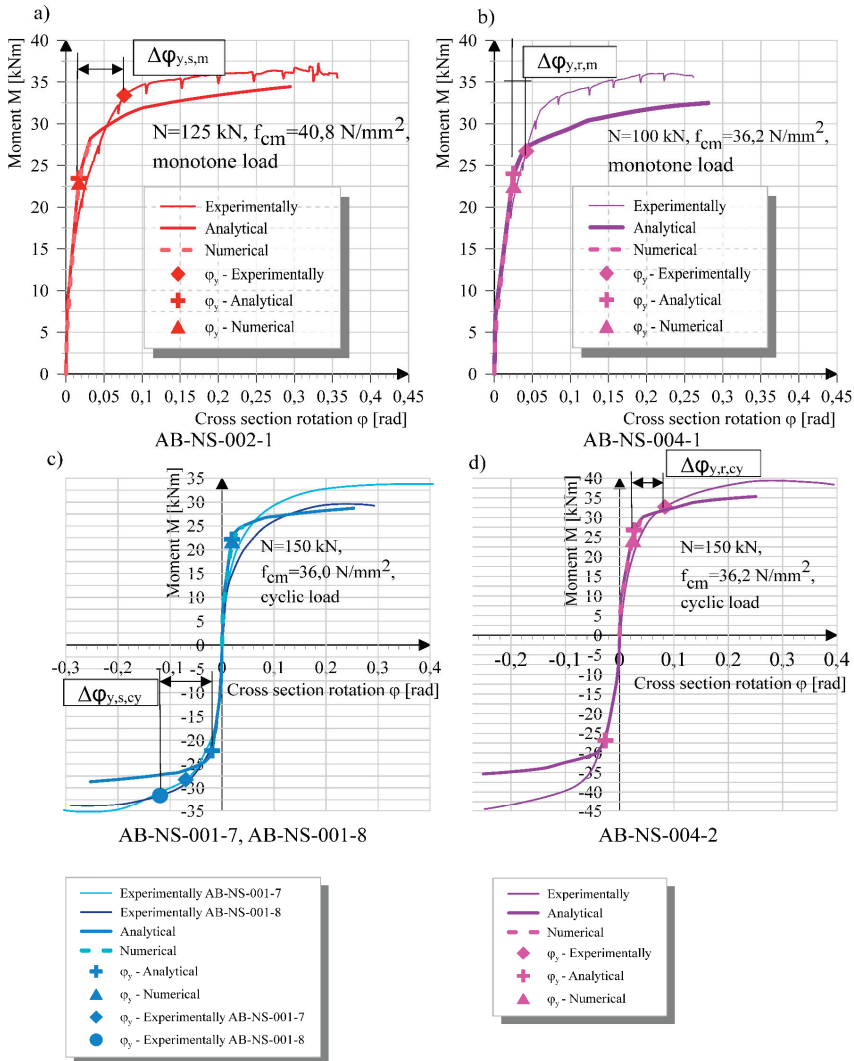 a)
Moment M [kNm]
40
35
30
25
20
15
10
5
0
Δφy,s,m
N=125 kN, fcm=40,8 N/mm²,
monotone load
Experimentally
Analytical
Numerical
φy - Experimentally
φy - Analytical
φy - Numerical
0 0,05 0,1 0,15 0,2 0,25 0,3 0,35 0,4 0,45
Cross section rotation φ [rad]
AB-NS-002-1
b)
Moment M [kNm]
40
35
30
25
20
15
10
5
0
Δφy,r,m
N=100 kN, fcm=36,2 N/mm²,
monotone load
Experimentally
Analytical
Numerical
φy - Experimentally
φy - Analytical
φy - Numerical
0 0,05 0,1 0,15 0,2 0,25 0,3 0,35 0,4 0,45
Cross section rotation φ [rad]
AB-NS-004-1
c)
Moment M [kNm]
35
30
25
20
15
10
5
0
-5
-10
-15
-20
-25
-30
-35
N=150 kN,
fcm=36,0 N/mm²,
cyclic load
-0,3 -0,2 -0,1 0 0,1 0,2 0,3 0,4
Cross section rotation φ [rad]
Δφy,s,cy
AB-NS-001-7, AB-NS-001-8
d)
Moment M [kNm]
40
35
30
25
20
15
10
5
0
-5
-10
-15
-20
-25
-30
-35
-40
-45
Δφy,r,cy
N=150 kN,
fcm=36,2 N/mm²,
cyclic load
-0,2 -0,1 0 0,1 0,2 0,3 0,4
Cross section rotation φ [rad]
AB-NS-004-2
Experimentally AB-NS-001-7
Experimentally AB-NS-001-8
Analytical
Numerical
φy - Analytical
φy - Numerical
φy - Experimentally AB-NS-001-7
φy - Experimentally AB-NS-001-8
Experimentally
Analytical
Numerical
φy - Experimentally
φy - Analytical
φy - Numerical